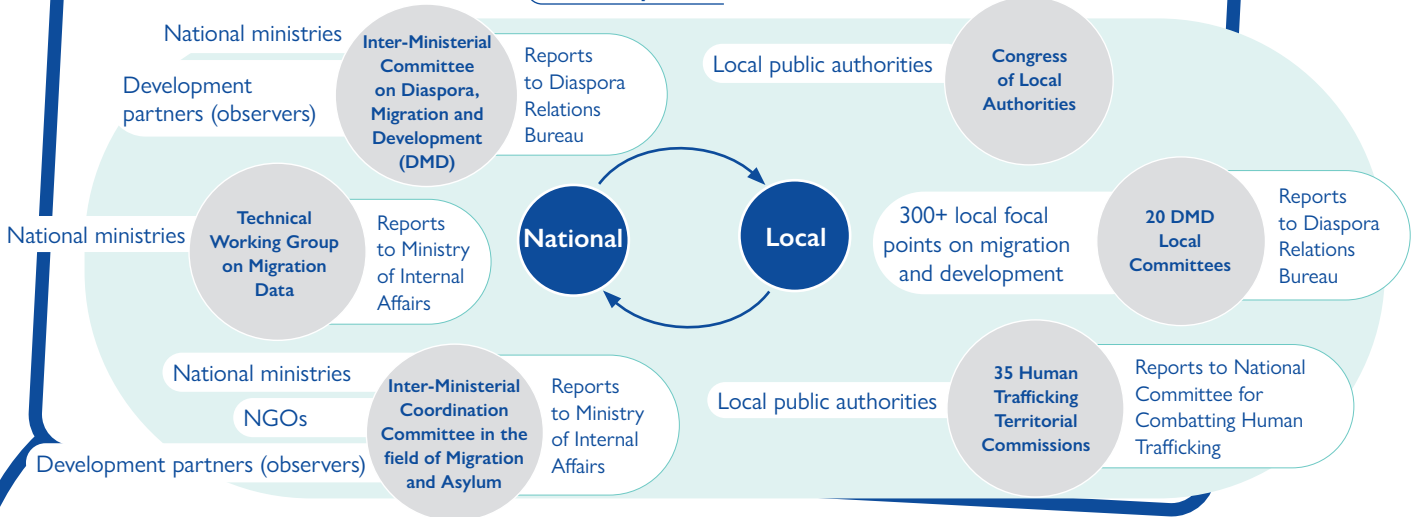 National ministries
Development
partners (observers)
Inter-Ministerial
Committee
on Diaspora,
Migration and
Development
(DMD)
Reports
to Diaspora
Relations
Bureau
Local public authorities
Congress
of Local
Authorities
National ministries
Technical
Working Group
on Migration
Data
Reports
to Ministry
of Internal
Affairs
National
Local
300+ local focal
points on migration
and development
20 DMD
Local
Committees
Reports
to Diaspora
Relations
Bureau
National ministries
NGOs
Development partners (observers)
Inter-Ministerial
Coordination
Committee in the
field of Migration
and Asylum
Reports
to Ministry
of Internal
Affairs
Local public authorities
35 Human
Trafficking
Territorial
Commissions
Reports to National
Committee for
Combatting Human
Trafficking